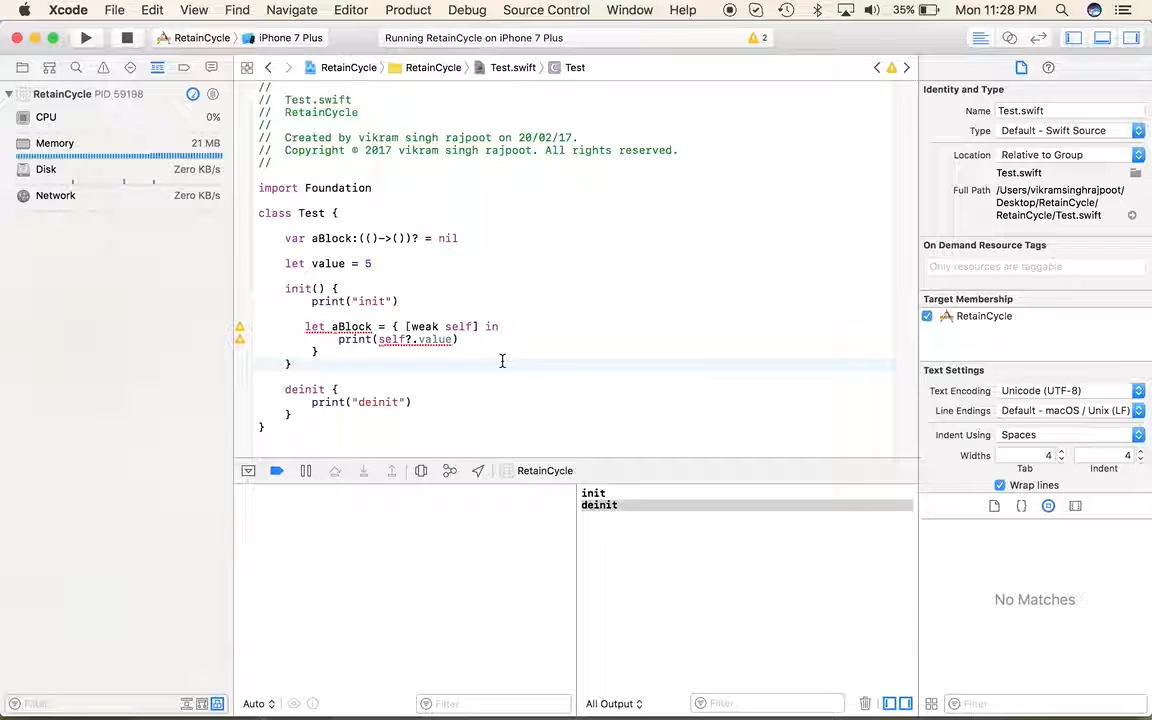 Xcode File Edit View Find Navigate Editor Product Debug Source Control Window Help 35% Mon 11:28 PM
RetainCycle iPhone 7 Plus Running RetainCycle on iPhone 7 Plus 2
RetainCycle RetainCycle Test.swift C Test
RetainCycle PID 59198
CPU 0%
Memory 21 MB
Disk Zero KB/s
Network Zero KB/s
Filter
//
// Test.swift
// RetainCycle
//
// Created by vikram singh rajpoot on 20/02/17.
// Copyright © 2017 vikram singh rajpoot. All rights reserved.
//
import Foundation
class Test {
var aBlock:(()->())? = nil
let value = 5
init() {
print("init")
let aBlock = { [weak self] in
print(self?.value)
}
}
deinit {
print("deinit")
}
}
RetainCycle
init
deinit
Auto Filter All Output Filter
Identity and Type
Name Test.swift
Type Default - Swift Source
Location Relative to Group
Test.swift
Full Path /Users/vikramsinghrajpoot/
Desktop/RetainCycle/
RetainCycle/Test.swift
On Demand Resource Tags
Only resources are taggable
Target Membership
RetainCycle
Text Settings
Text Encoding Unicode (UTF-8)
Line Endings Default - macOS / Unix (LF)
Indent Using Spaces
Widths 4 4
Tab Indent
Wrap lines
{}
No Matches
Filter